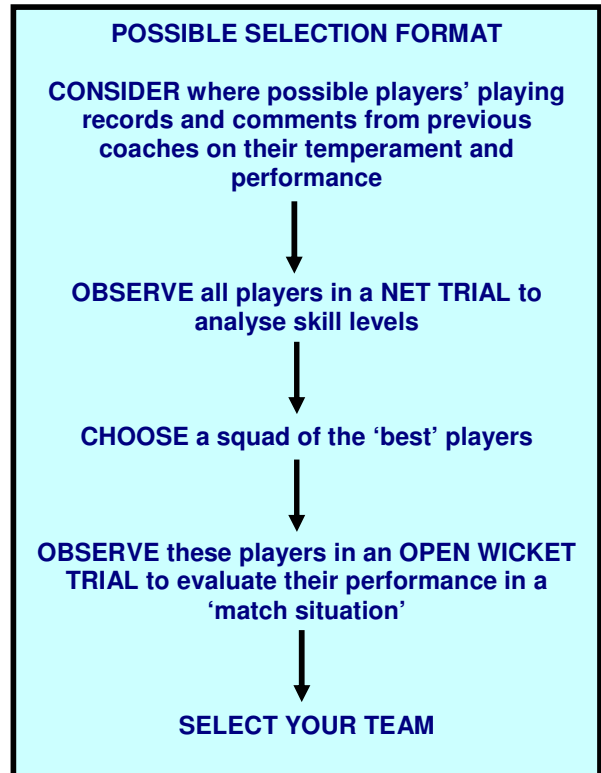 POSSIBLE SELECTION FORMAT
CONSIDER where possible players’ playing
records and comments from previous
coaches on their temperament and
performance
OBSERVE all players in a NET TRIAL to
analyse skill levels
CHOOSE a squad of the ‘best’ players
OBSERVE these players in an OPEN WICKET
TRIAL to evaluate their performance in a
‘match situation’
SELECT YOUR TEAM